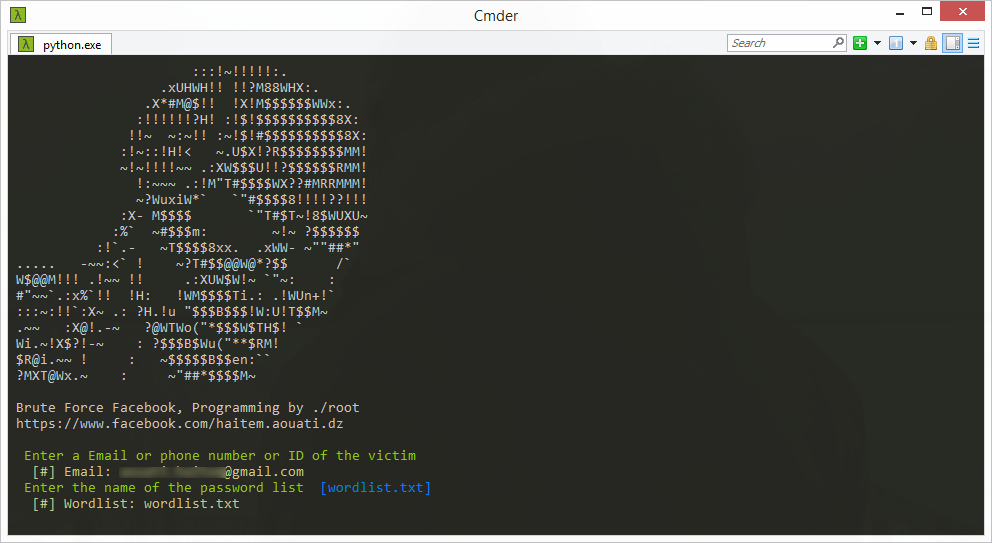 Cmder
python.exe
Search
:::!~!!!!!:.
.xUHWH!! !!?M88WHX:.
.X*#M@$!!  !X!M$$$$$$WWx:.
:!!!!!!?H! :!$!$$$$$$$$$$8X:
!!~  ~:~!! :~!$!#$$$$$$$$$$8X:
:!~::!H!<   ~.U$X!?R$$$$$$$$MM!
~!~!!!!~~ .:XW$$$U!!?$$$$$$RMM!
!:~~~ .:!M"T#$$$$WX??#MRRMMM!
~?WuxiW*`   `"#$$$$8!!!!??!!!
:X- M$$$$       `"T#$T~!8$WUXU~
:%`  ~#$$$m:        ~!~ ?$$$$$$
:!`.-   ~T$$$$8xx.  .xWW- ~""##*"
.....   -~~:<` !    ~?T#$$@@W@*?$$      /`
W$@@M!!! .!~~ !!     .:XUW$W!~ `"~:    :
#"~~`.:x%`!!  !H:   !WM$$$$Ti.: .!WUn+!`
:::~:!!`:X~ .: ?H.!u "$$$B$$$!W:U!T$$M~
.~~   :X@!.-~   ?@WTWo("*$$$W$TH$! `
Wi.~!X$?!-~    : ?$$$B$Wu("**$RM!
$R@i.~~ !     :   ~$$$$$B$$en:``
?MXT@Wx.~    :     ~"##*$$$$M~
Brute Force Facebook, Programming by ./root
https://www.facebook.com/haitem.aouati.dz
Enter a Email or phone number or ID of the victim
[#] Email: @gmail.com
Enter the name of the password list  [wordlist.txt]
[#] Wordlist: wordlist.txt